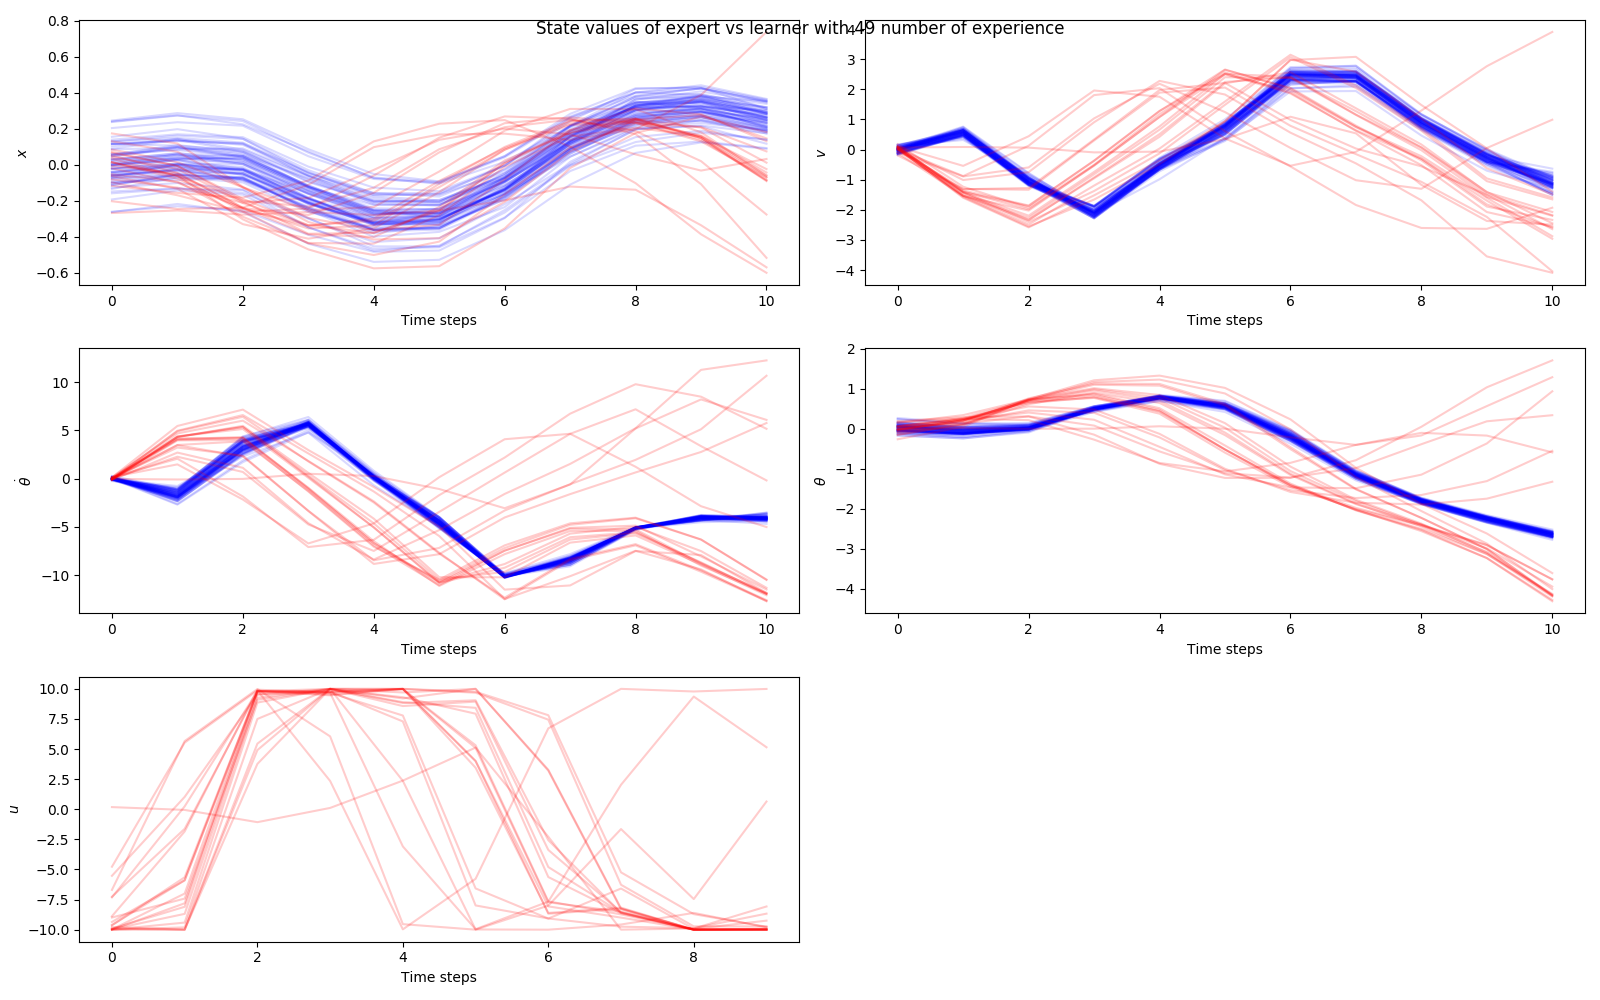 State values of expert vs learner with 49 number of experience
0.8
0.6
0.4
0.2
0.0
−0.2
−0.4
−0.6
x
0 2 4 6 8 10
Time steps
4
3
2
1
0
−1
−2
−3
−4
v
0 2 4 6 8 10
Time steps
10
5
0
−5
−10
θ̇
0 2 4 6 8 10
Time steps
2
1
0
−1
−2
−3
−4
θ
0 2 4 6 8 10
Time steps
10.0
7.5
5.0
2.5
0.0
−2.5
−5.0
−7.5
−10.0
u
0 2 4 6 8
Time steps